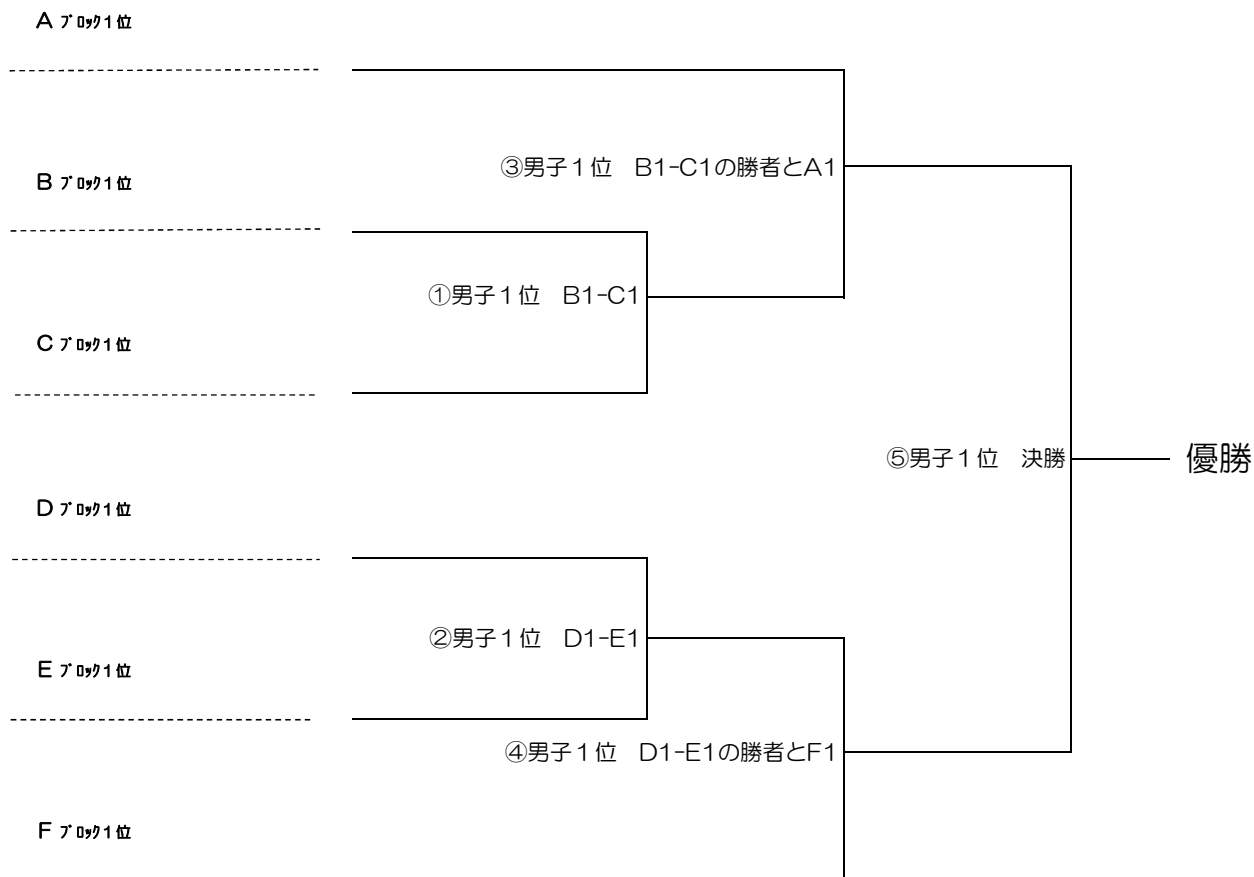 A ﾌﾞﾛｯｸ1位
③男子１位　B1-C1の勝者とA1
B ﾌﾞﾛｯｸ1位
①男子１位　B1-C1
C ﾌﾞﾛｯｸ1位
⑤男子１位　決勝
優勝
D ﾌﾞﾛｯｸ1位
②男子１位　D1-E1
E ﾌﾞﾛｯｸ1位
④男子１位　D1-E1の勝者とF1
F ﾌﾞﾛｯｸ1位